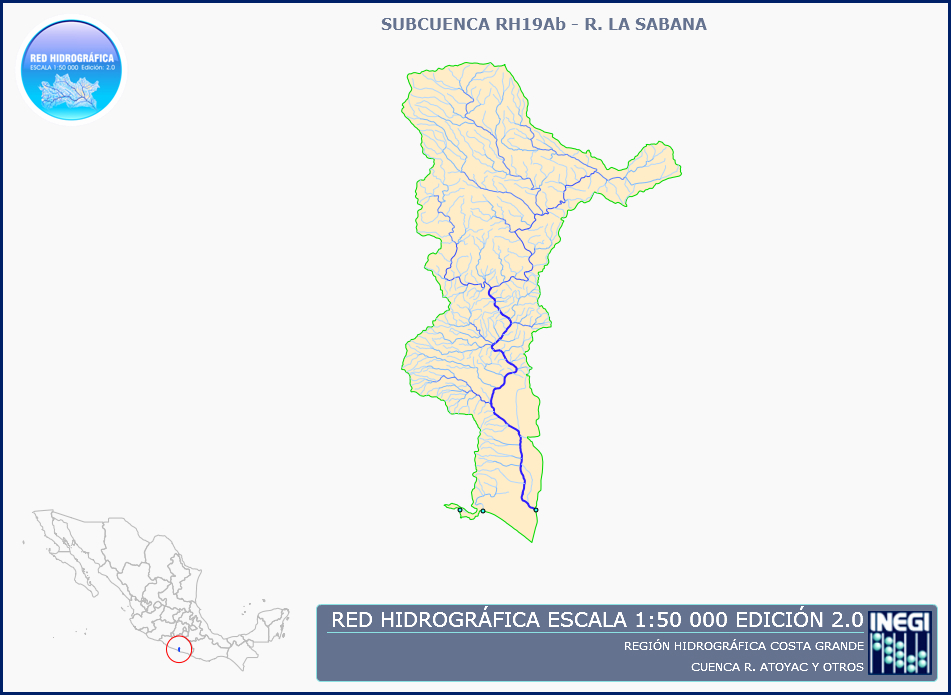 SUBCUENCA RH19Ab - R. LA SABANA
RED HIDROGRÁFICA
ESCALA 1:50 000 Edición: 2.0
RED HIDROGRÁFICA ESCALA 1:50 000 EDICIÓN 2.0
REGIÓN HIDROGRÁFICA COSTA GRANDE
CUENCA R. ATOYAC Y OTROS
INEGI